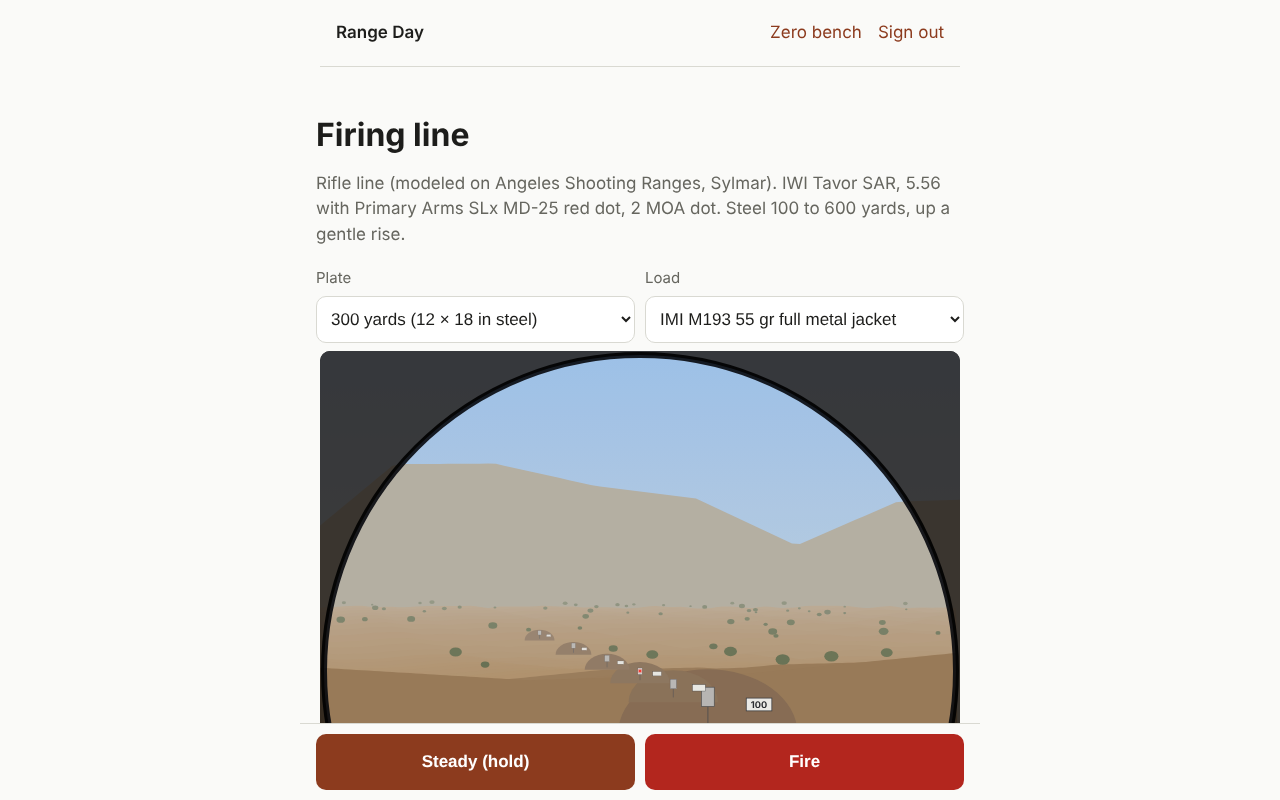 Range Day
Zero bench
Sign out
Firing line
Rifle line (modeled on Angeles Shooting Ranges, Sylmar). IWI Tavor SAR, 5.56
with Primary Arms SLx MD-25 red dot, 2 MOA dot. Steel 100 to 600 yards, up a
gentle rise.
Plate
Load
300 yards (12 × 18 in steel)
IMI M193 55 gr full metal jacket
100
Steady (hold)
Fire